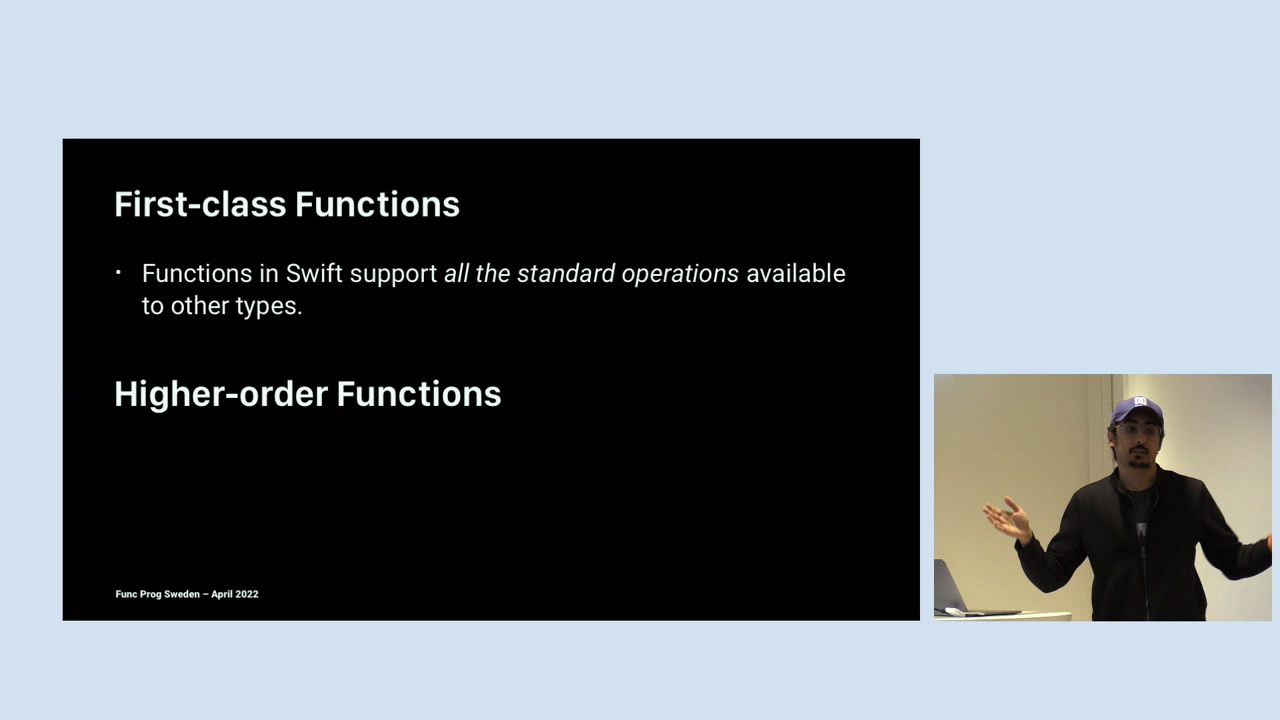 First-class Functions
• Functions in Swift support all the standard operations available
to other types.
Higher-order Functions
Func Prog Sweden – April 2022